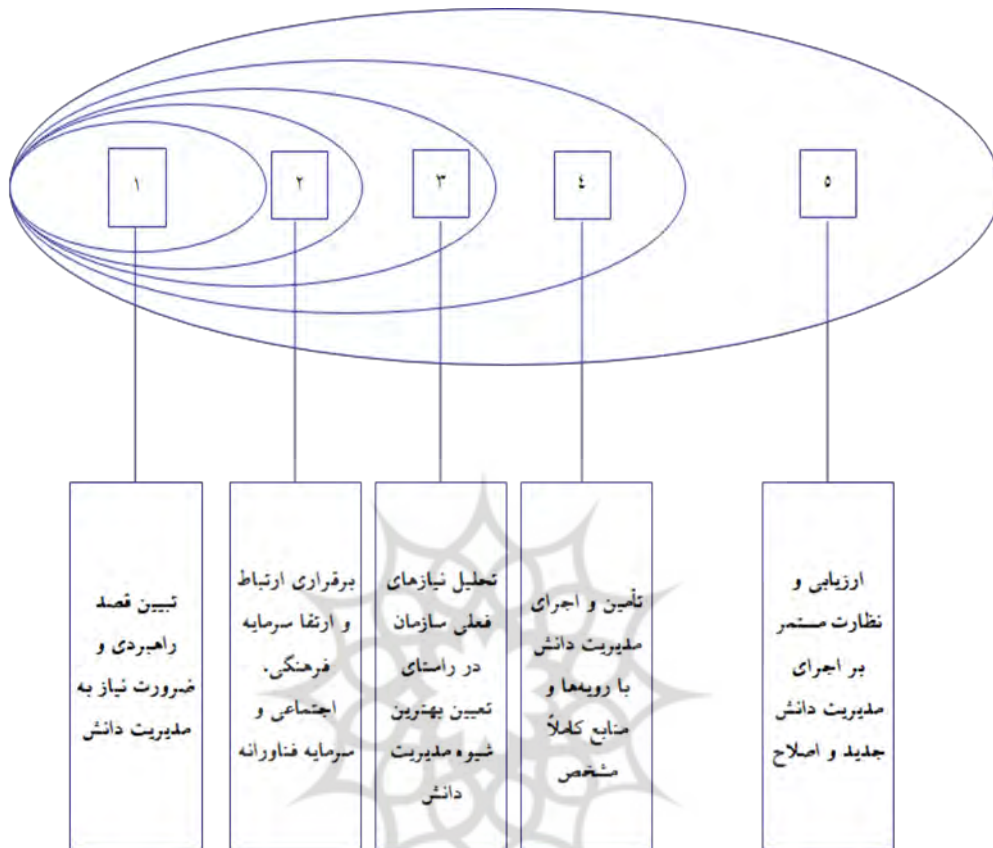 ۱
۲
۳
٤
۵
تبیین قصد
راهبردی و
ضرورت نیاز به
مدیریت دانش
برقراری ارتباط
و ارتقا سرمایه
فرهنگی،
اجتماعی و
سرمایه فناورانه
تحلیل نیازهای
فعلی سازمان
در راستای
تعیین بهترین
شیوه مدیریت
دانش
تأمین و اجرای
مدیریت دانش
با رویه‌ها و
منابع کاملاً
مشخص
ارزیابی و
نظارت مستمر
بر اجرای
مدیریت دانش
جدید و اصلاح